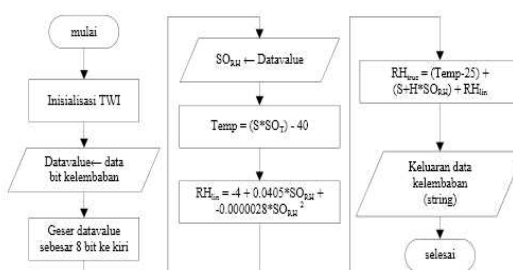 mulai
Inisialisasi TWI
Datavalue← data
bit kelembaban
Geser datavalue
sebesar 8 bit ke kiri
SO_RH ← Datavalue
Temp = (S*SO_T) - 40
RH_lin = -4 + 0.0405*SO_RH +
-0.0000028*SO_RH ²
RH_true = (Temp-25) +
(S+H*SO_RH) + RH_lin
Keluaran data
kelembaban
(string)
selesai